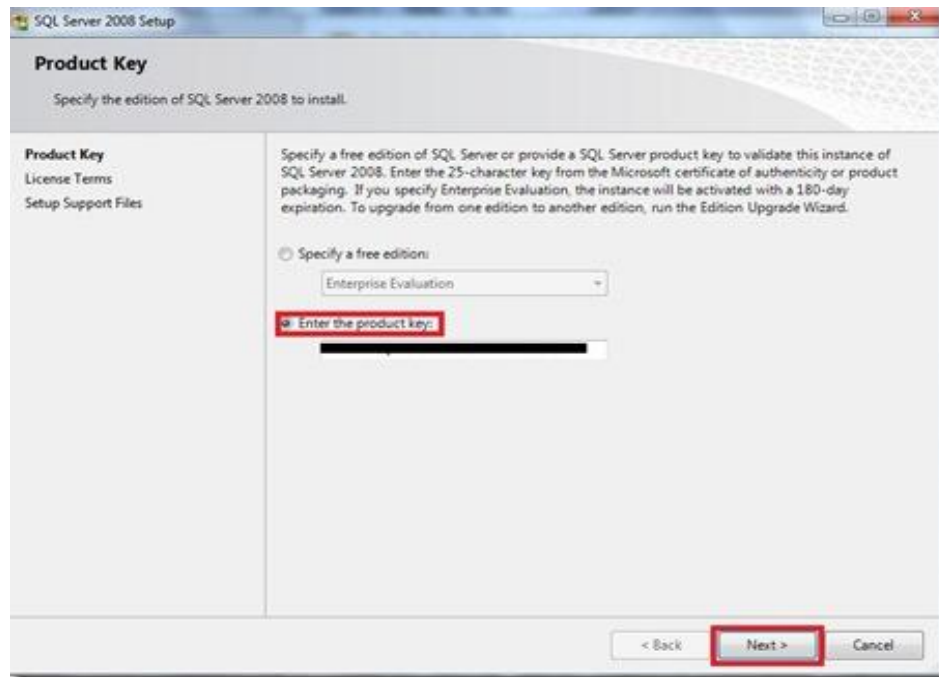 SQL Server 2008 Setup
Product Key
Specify the edition of SQL Server 2008 to install.
Product Key
License Terms
Setup Support Files
Specify a free edition of SQL Server or provide a SQL Server product key to validate this instance of
SQL Server 2008. Enter the 25-character key from the Microsoft certificate of authenticity or product
packaging. If you specify Enterprise Evaluation, the instance will be activated with a 180-day
expiration. To upgrade from one edition to another edition, run the Edition Upgrade Wizard.
Specify a free edition:
Enterprise Evaluation
Enter the product key:
< Back
Next >
Cancel